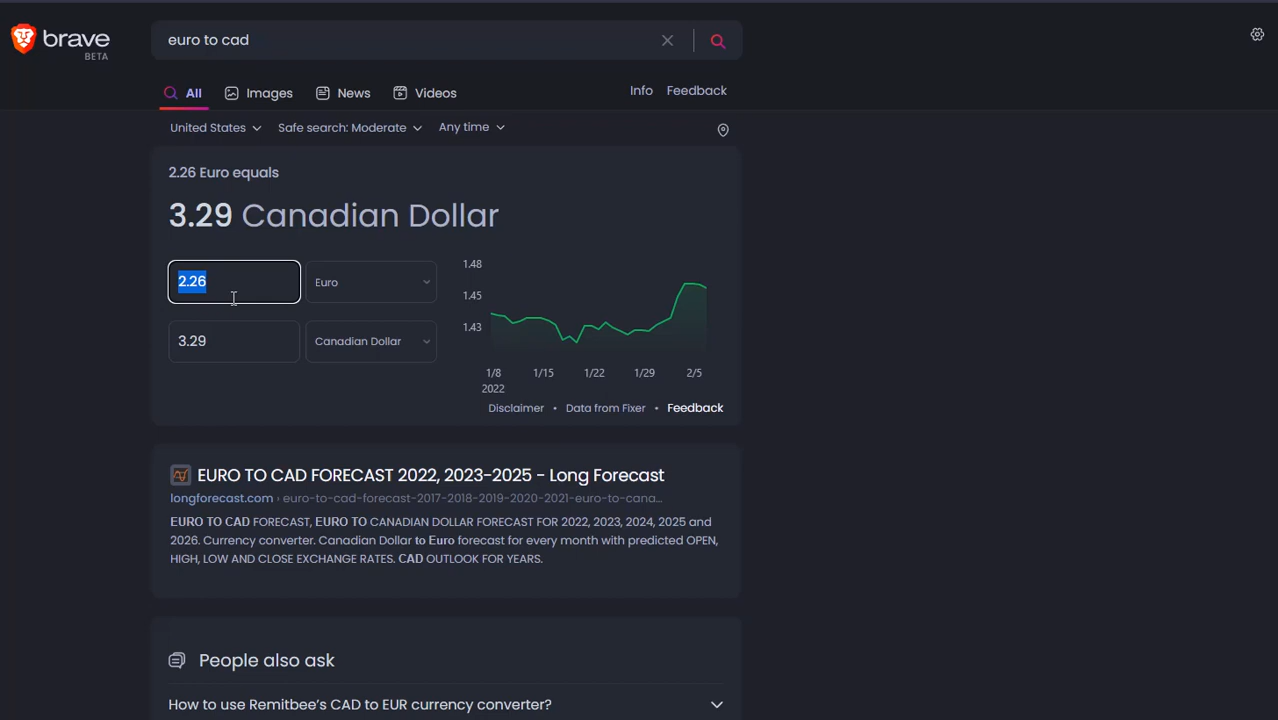 brave
BETA
euro to cad
All
Images
News
Videos
Info
Feedback
United States
Safe search: Moderate
Any time
2.26 Euro equals
3.29 Canadian Dollar
2.26
Euro
3.29
Canadian Dollar
1.48
1.45
1.43
1/8 1/15 1/22 1/29 2/5
2022
Disclaimer • Data from Fixer • Feedback
EURO TO CAD FORECAST 2022, 2023-2025 - Long Forecast
longforecast.com › euro-to-cad-forecast-2017-2018-2019-2020-2021-euro-to-cana...
EURO TO CAD FORECAST, EURO TO CANADIAN DOLLAR FORECAST FOR 2022, 2023, 2024, 2025 and
2026. Currency converter. Canadian Dollar to Euro forecast for every month with predicted OPEN,
HIGH, LOW AND CLOSE EXCHANGE RATES. CAD OUTLOOK FOR YEARS.
People also ask
How to use Remitbee's CAD to EUR currency converter?